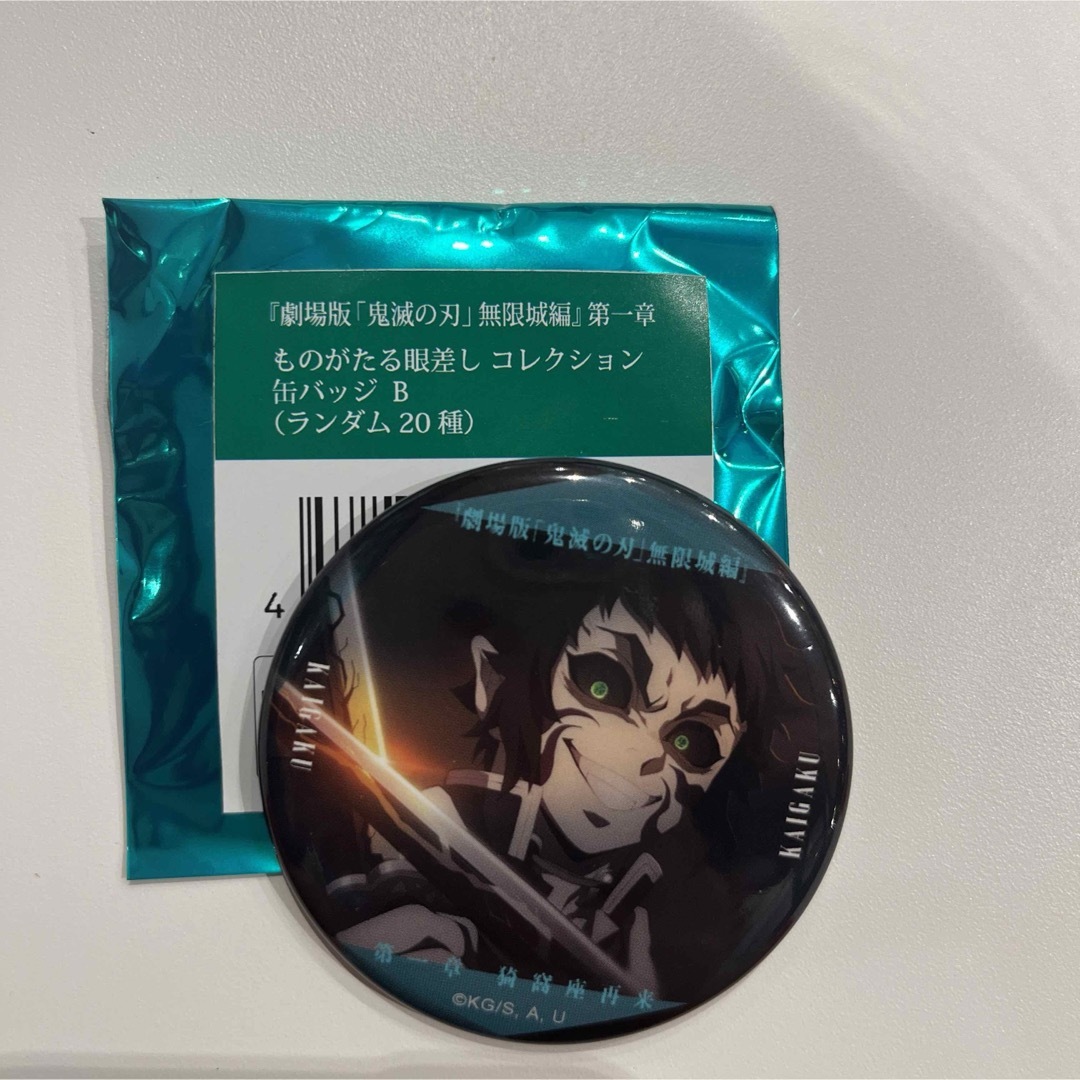 『劇場版「鬼滅の刃」無限城編』第一章
ものがたる眼差し コレクション
缶バッジ B
（ランダム 20 種）
4
『劇場版「鬼滅の刃」無限城編』
KAIGAKU
KAIGAKU
第一章 猗窩座再来
©KG/S, A, U